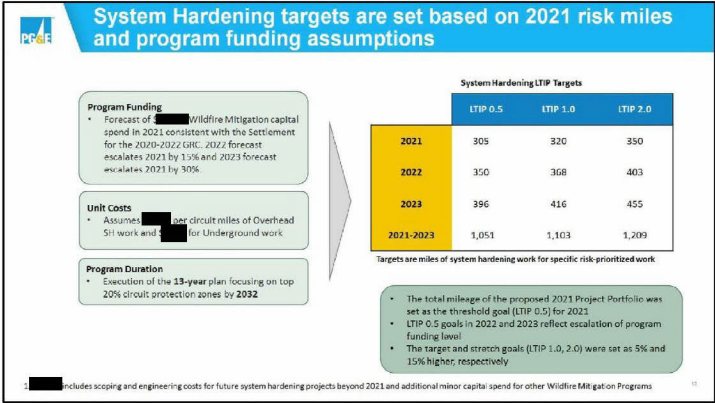 PG&E
System Hardening targets are set based on 2021 risk miles
and program funding assumptions
Program Funding
• Forecast of $ Wildfire Mitigation capital
spend in 2021 consistent with the Settlement
for the 2020-2022 GRC. 2022 forecast
escalates 2021 by 15% and 2023 forecast
escalates 2021 by 30%.
Unit Costs
• Assumes per circuit miles of Overhead
SH work and $ for Underground work
Program Duration
• Execution of the 13-year plan focusing on top
20% circuit protection zones by 2032
System Hardening LTIP Targets
LTIP 0.5 LTIP 1.0 LTIP 2.0
2021 305 320 350
2022 350 368 403
2023 396 416 455
2021-2023 1,051 1,103 1,209
Targets are miles of system hardening work for specific risk-prioritized work
• The total mileage of the proposed 2021 Project Portfolio was
set as the threshold goal (LTIP 0.5) for 2021
• LTIP 0.5 goals in 2022 and 2023 reflect escalation of program
funding level
• The target and stretch goals (LTIP 1.0, 2.0) were set as 5% and
15% higher, respectively
1. includes scoping and engineering costs for future system hardening projects beyond 2021 and additional minor capital spend for other Wildfire Mitigation Programs